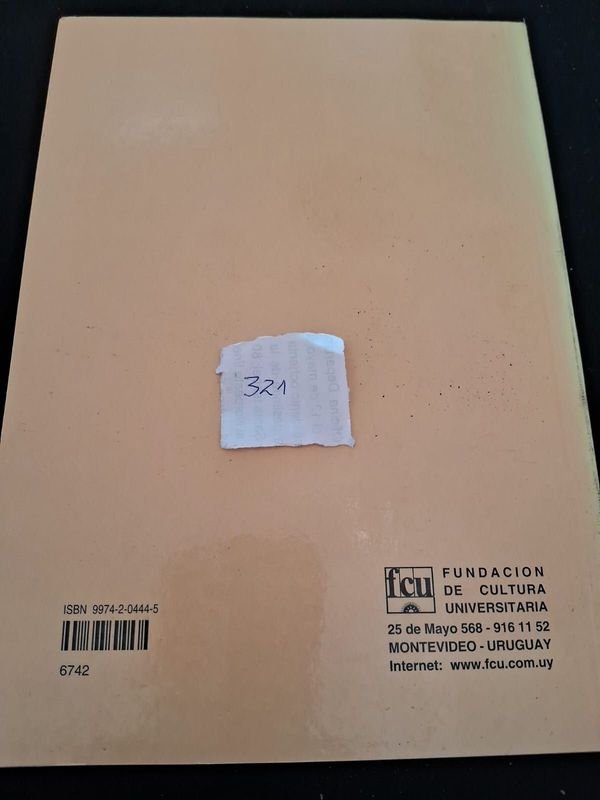 321
ISBN 9974-2-0444-5
6742
fcu
FUNDACION
DE CULTURA
UNIVERSITARIA
25 de Mayo 568 - 916 11 52
MONTEVIDEO - URUGUAY
Internet: www.fcu.com.uy